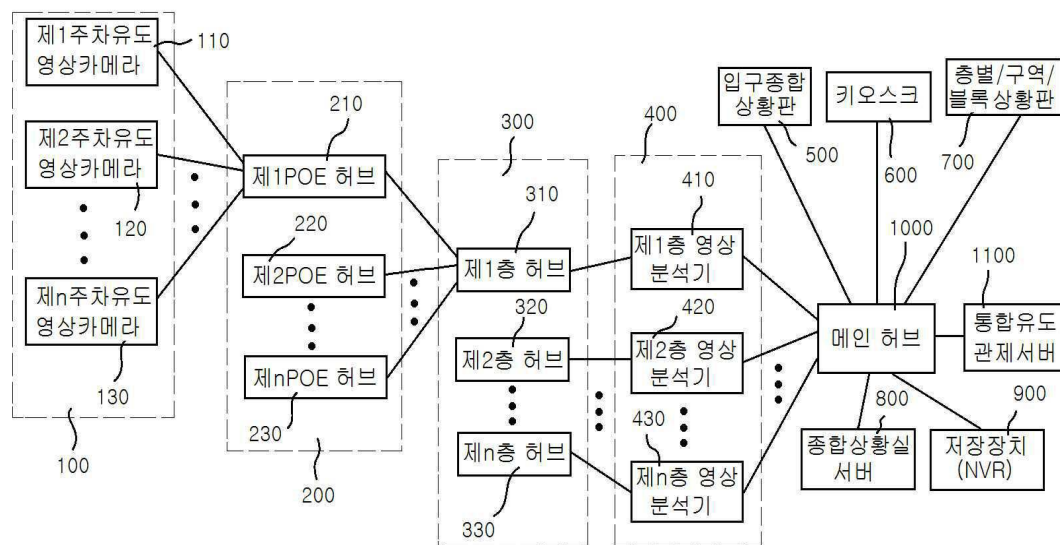 제1주차유도
영상카메라
110
제2주차유도
영상카메라
120
제n주차유도
영상카메라
130
100
210
제1POE 허브
220
제2POE 허브
제nPOE 허브
230
200
300
310
제1층 허브
320
제2층 허브
제n층 허브
330
400
410
제1층 영상
분석기
420
제2층 영상
분석기
430
제n층 영상
분석기
입구종합
상황판
500
키오스크
600
층별/구역/
블록상황판
700
1000
메인 허브
1100
통합유도
관제서버
800
종합상황실
서버
900
저장장치
(NVR)